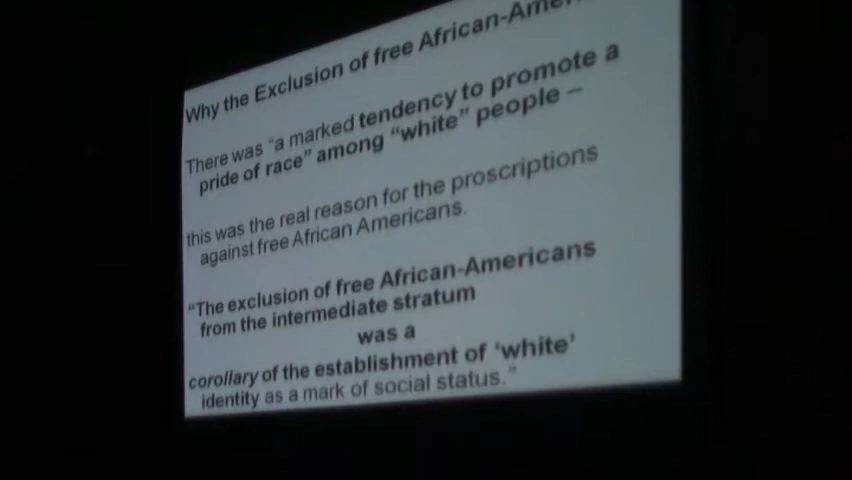 Why the Exclusion of free African-Ame
There was "a marked tendency to promote a
pride of race" among "white" people –
this was the real reason for the proscriptions
against free African Americans.
"The exclusion of free African-Americans
from the intermediate stratum
was a
corollary of the establishment of 'white'
identity as a mark of social status."